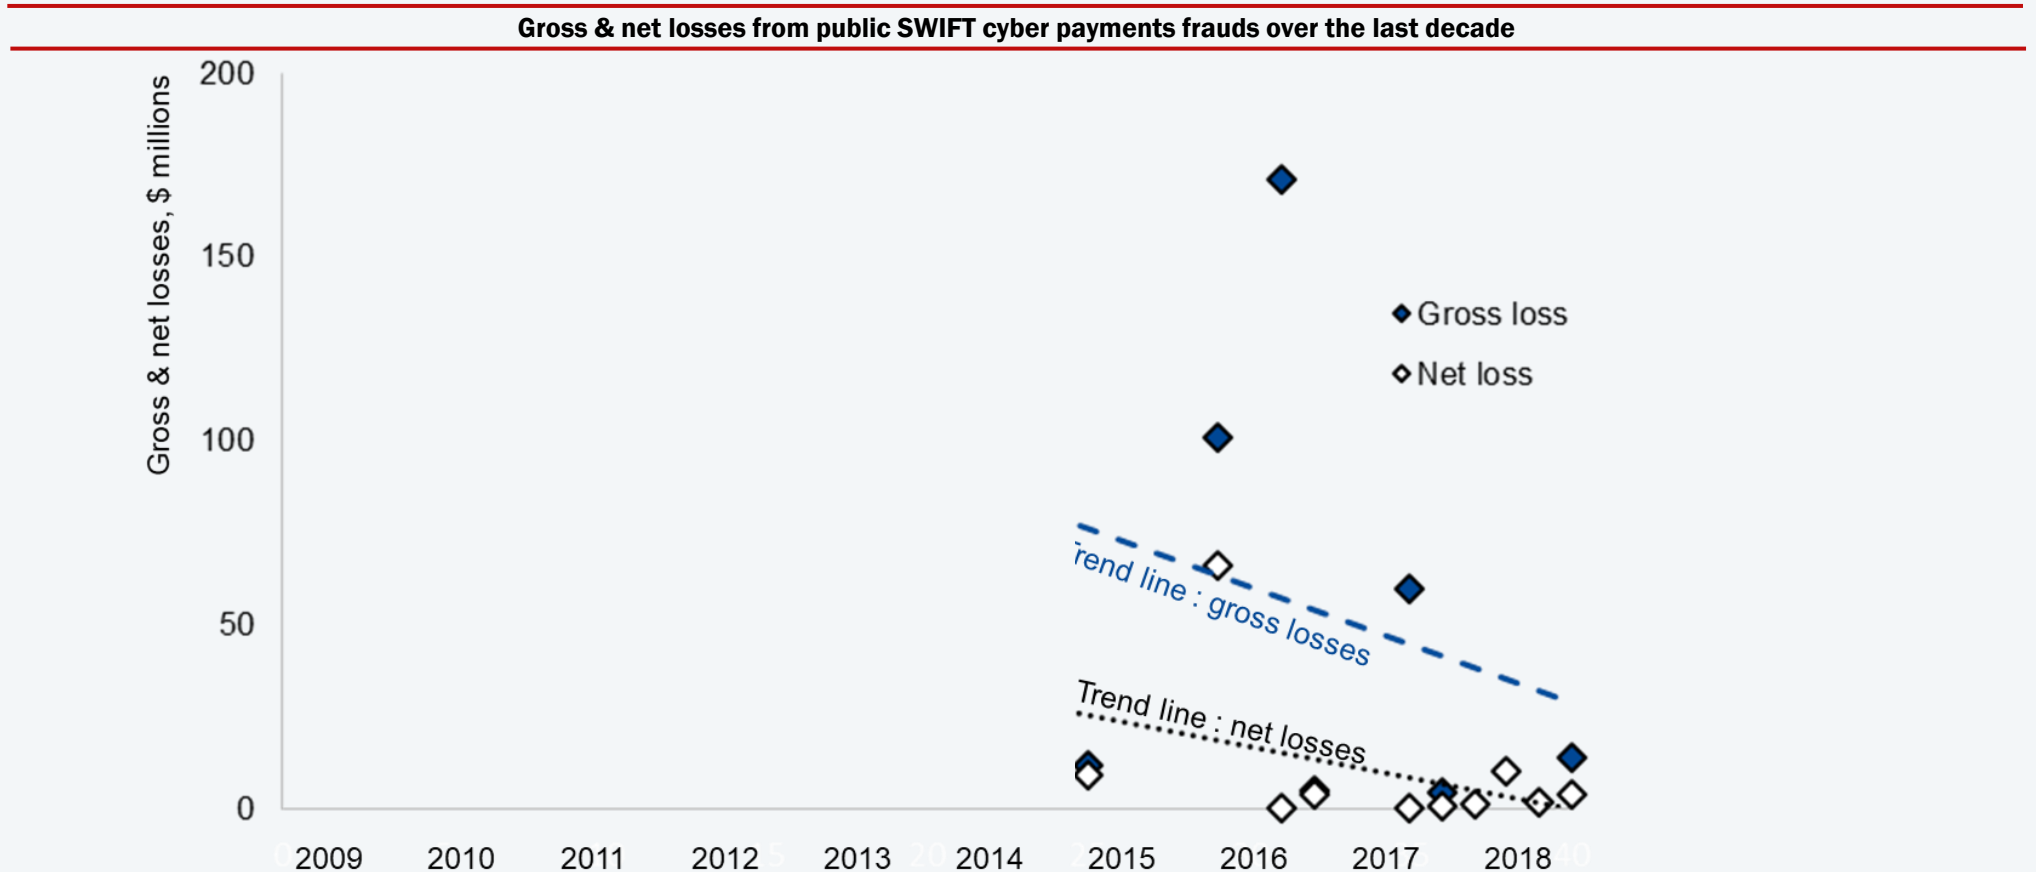 Gross & net losses from public SWIFT cyber payments frauds over the last decade
Gross & net losses, $ millions
200
150
100
50
0
Gross loss
Net loss
Trend line : gross losses
Trend line : net losses
2009 2010 2011 2012 2013 2014 2015 2016 2017 2018